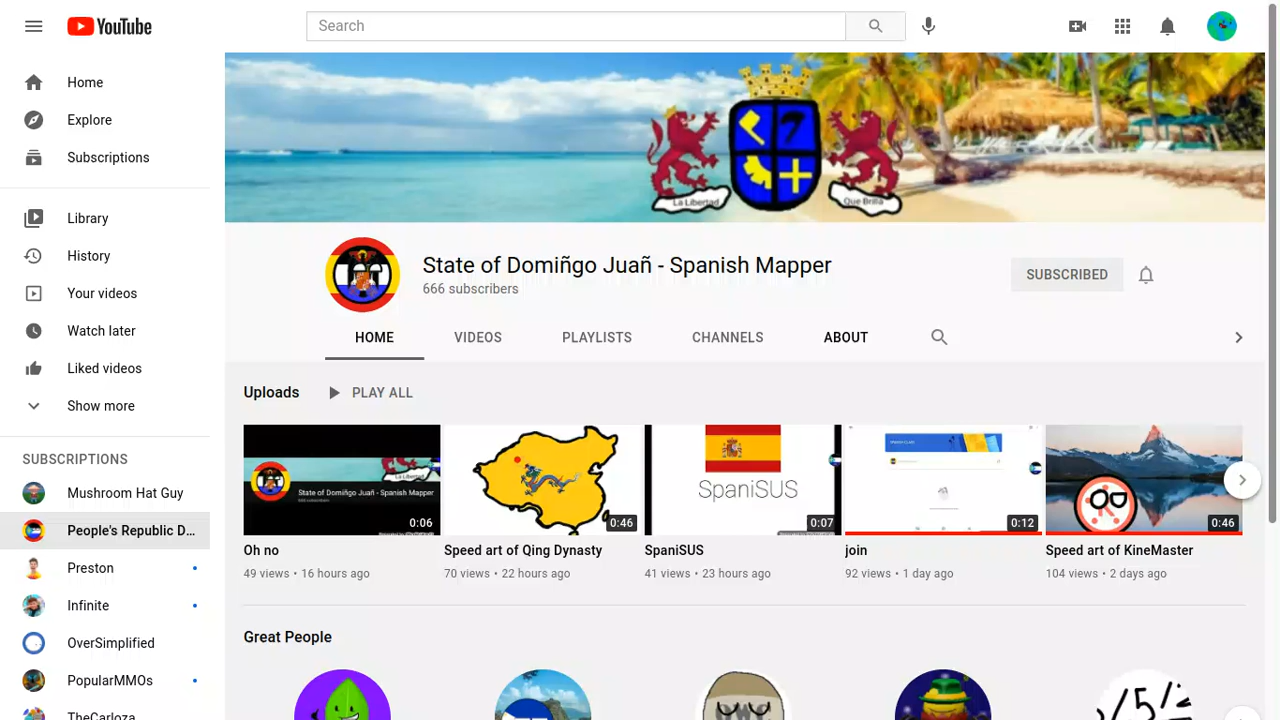 YouTube
Search
Home
Explore
Subscriptions
Library
History
Your videos
Watch later
Liked videos
Show more
SUBSCRIPTIONS
Mushroom Hat Guy
People's Republic D...
Preston
Infinite
OverSimplified
PopularMMOs
TheCarloza
La Libertad
Que Brilla
State of Domiñgo Juañ - Spanish Mapper
666 subscribers
SUBSCRIBED
HOME VIDEOS PLAYLISTS CHANNELS ABOUT
Uploads PLAY ALL
La Libertad
State of Domiñgo Juañ - Spanish Mapper
0:06
0:46
SpaniSUS
0:07
0:12
0:46
Oh no
49 views • 16 hours ago
Speed art of Qing Dynasty
70 views • 22 hours ago
SpaniSUS
41 views • 23 hours ago
join
92 views • 1 day ago
Speed art of KineMaster
104 views • 2 days ago
Great People